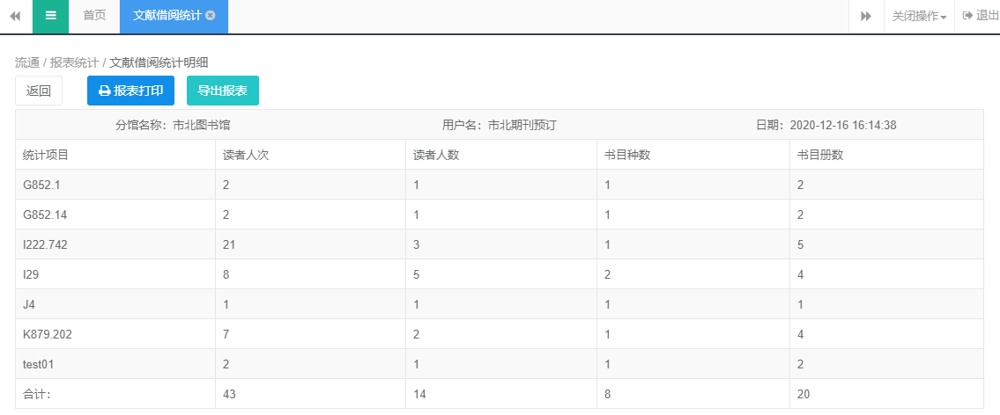 首页 文献借阅统计 关闭操作 退出
流通 / 报表统计 / 文献借阅统计明细
返回 报表打印 导出报表
分馆名称：市北图书馆 用户名：市北期刊预订 日期：2020-12-16 16:14:38
统计项目 读者人次 读者人数 书目种数 书目册数
G852.1 2 1 1 2
G852.14 2 1 1 2
I222.742 21 3 1 5
I29 8 5 2 4
J4 1 1 1 1
K879.202 7 2 1 4
test01 2 1 1 2
合计： 43 14 8 20